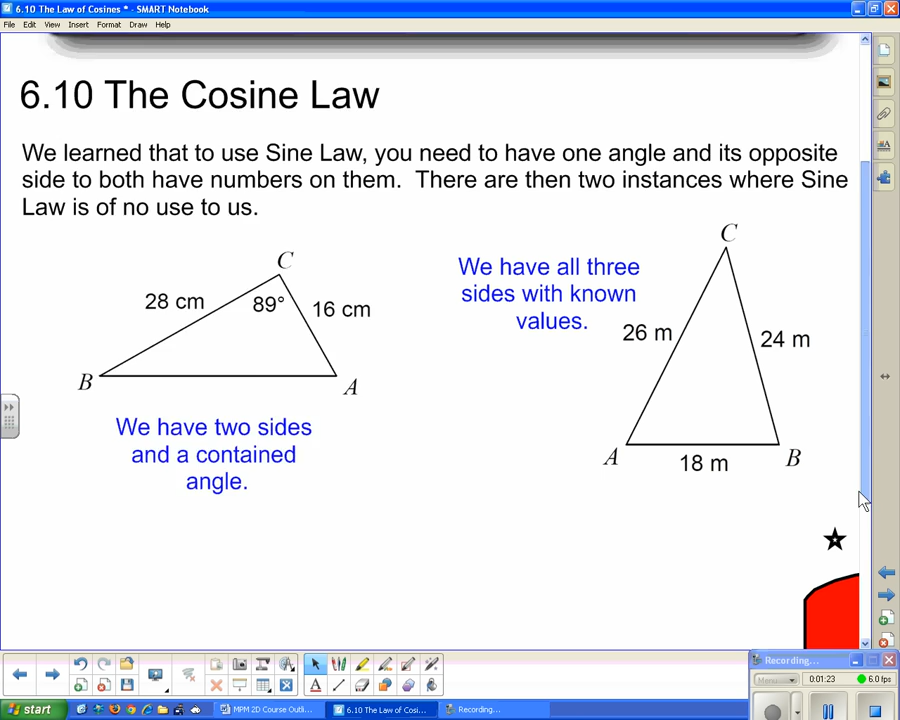 6.10 The Law of Cosines * - SMART Notebook
File Edit View Insert Format Draw Help
6.10 The Cosine Law
We learned that to use Sine Law, you need to have one angle and its opposite
side to both have numbers on them. There are then two instances where Sine
Law is of no use to us.
C
28 cm
89°
16 cm
B
A
We have two sides
and a contained
angle.
C
We have all three
sides with known
values.
26 m
24 m
A
18 m
B
Recording...
Menu
0:01:23
6.0 fps
start
MPM 2D Course Outli...
6.10 The Law of Cosi...
Recording...